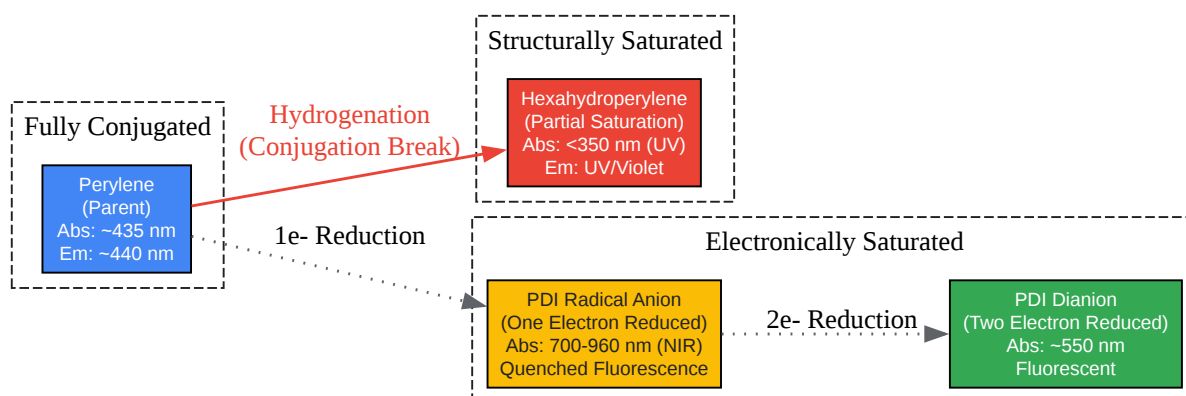 Structurally Saturated
Hexahydroperylene
(Partial Saturation)
Abs: <350 nm (UV)
Em: UV/Violet
Fully Conjugated
Perylene
(Parent)
Abs: ~435 nm
Em: ~440 nm
Hydrogenation
(Conjugation Break)
1e- Reduction
Electronically Saturated
PDI Radical Anion
(One Electron Reduced)
Abs: 700-960 nm (NIR)
Quenched Fluorescence
2e- Reduction
PDI Dianion
(Two Electron Reduced)
Abs: ~550 nm
Fluorescent